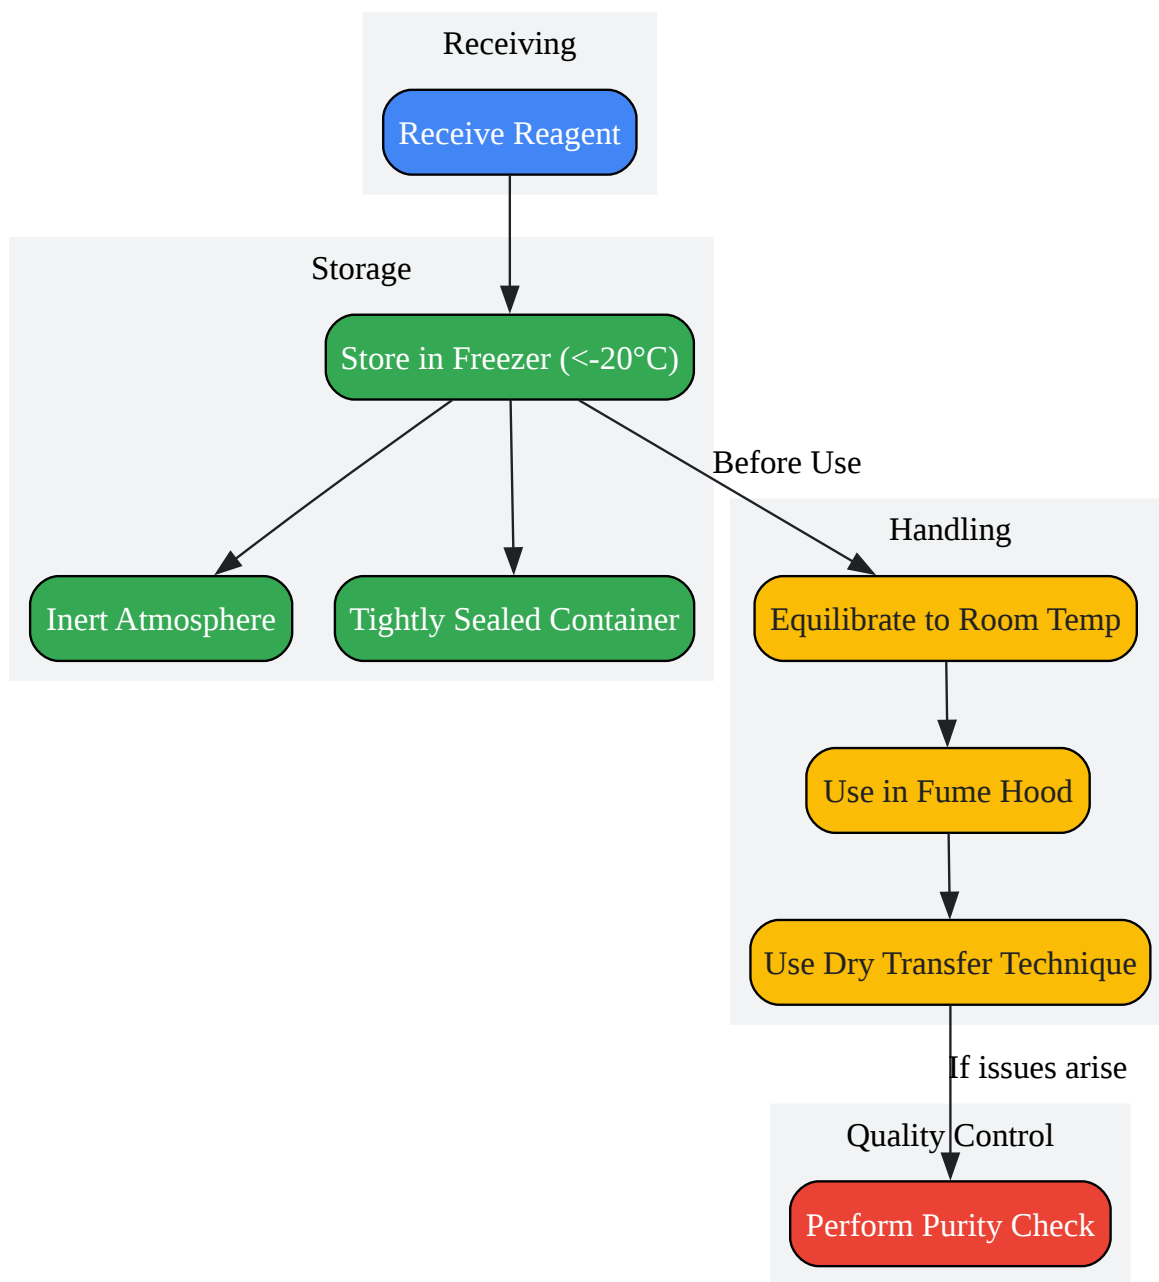 Receiving
Receive Reagent
Storage
Store in Freezer (<-20°C)
Before Use
Inert Atmosphere
Tightly Sealed Container
Handling
Equilibrate to Room Temp
Use in Fume Hood
Use Dry Transfer Technique
If issues arise
Quality Control
Perform Purity Check